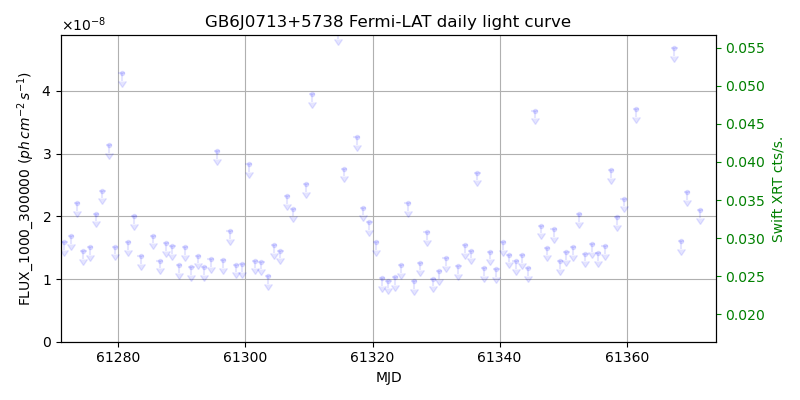 GB6J0713+5738 Fermi-LAT daily light curve
×10⁻⁸
FLUX_1000_300000 (ph cm⁻² s⁻¹)
4
3
2
1
0
61280 61300 61320 61340 61360
MJD
0.055
0.050
0.045
0.040
0.035
0.030
0.025
0.020
Swift XRT cts/s.